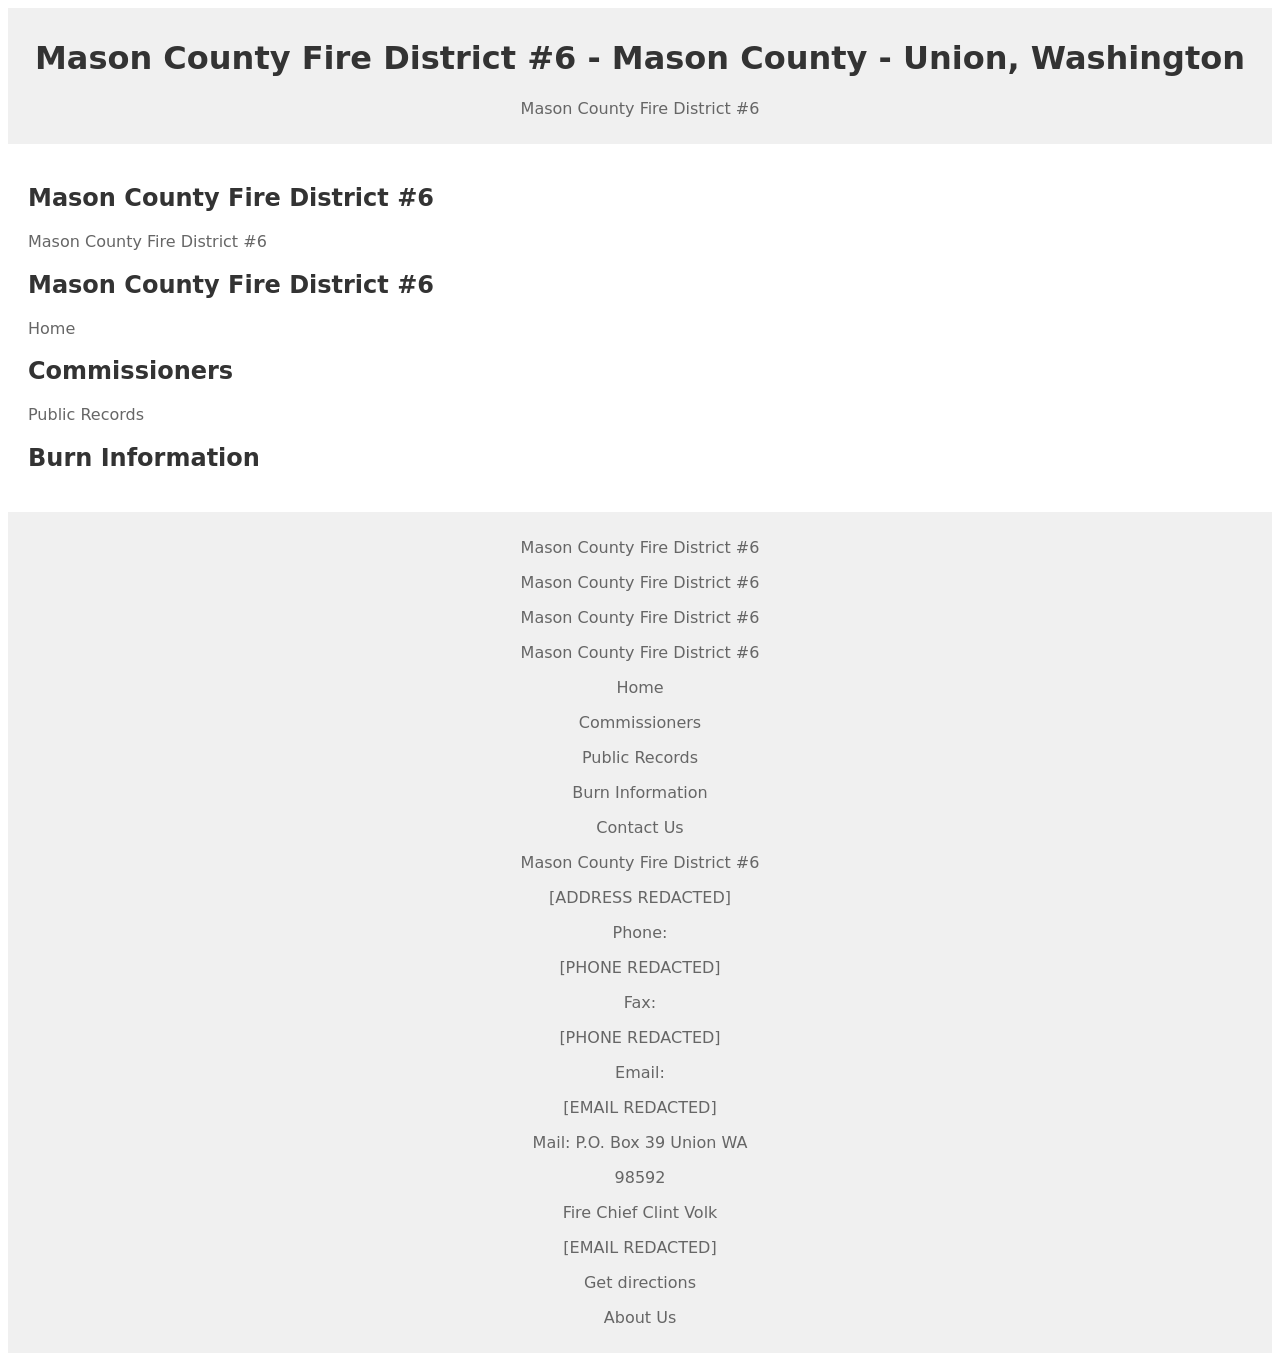 Mason County Fire District #6 - Mason County - Union, Washington
Mason County Fire District #6
Mason County Fire District #6
Mason County Fire District #6
Mason County Fire District #6
Home
Commissioners
Public Records
Burn Information
Mason County Fire District #6
Mason County Fire District #6
Mason County Fire District #6
Mason County Fire District #6
Home
Commissioners
Public Records
Burn Information
Contact Us
Mason County Fire District #6
[ADDRESS REDACTED]
Phone:
[PHONE REDACTED]
Fax:
[PHONE REDACTED]
Email:
[EMAIL REDACTED]
Mail: P.O. Box 39 Union WA
98592
Fire Chief Clint Volk
[EMAIL REDACTED]
Get directions
About Us